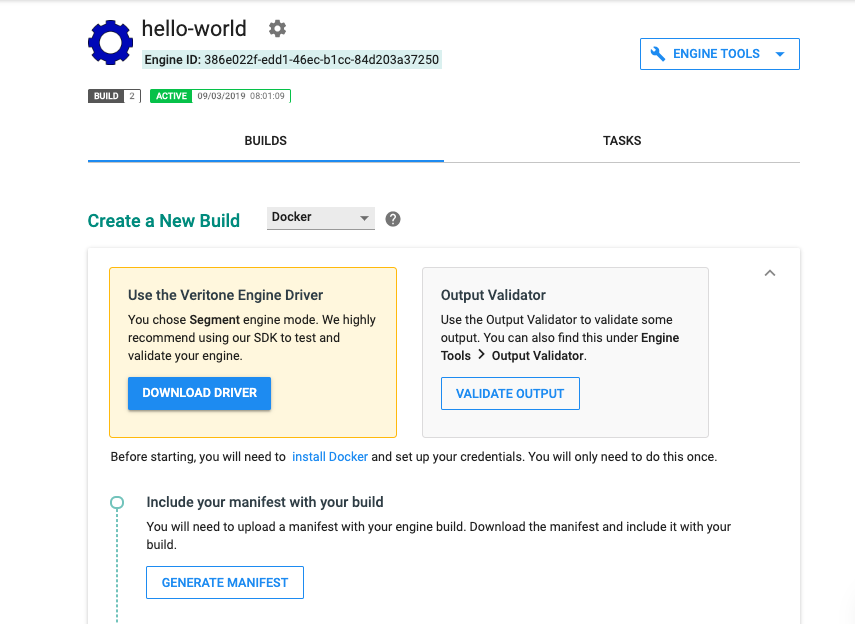 hello-world
Engine ID: 386e022f-edd1-46ec-b1cc-84d203a37250
ENGINE TOOLS
BUILD 2 ACTIVE 09/03/2019 08:01:09
BUILDS TASKS
Create a New Build Docker ?
Use the Veritone Engine Driver
You chose Segment engine mode. We highly
recommend using our SDK to test and
validate your engine.
DOWNLOAD DRIVER
Output Validator
Use the Output Validator to validate some
output. You can also find this under Engine
Tools > Output Validator.
VALIDATE OUTPUT
Before starting, you will need to install Docker and set up your credentials. You will only need to do this once.
Include your manifest with your build
You will need to upload a manifest with your engine build. Download the manifest and include it with your
build.
GENERATE MANIFEST